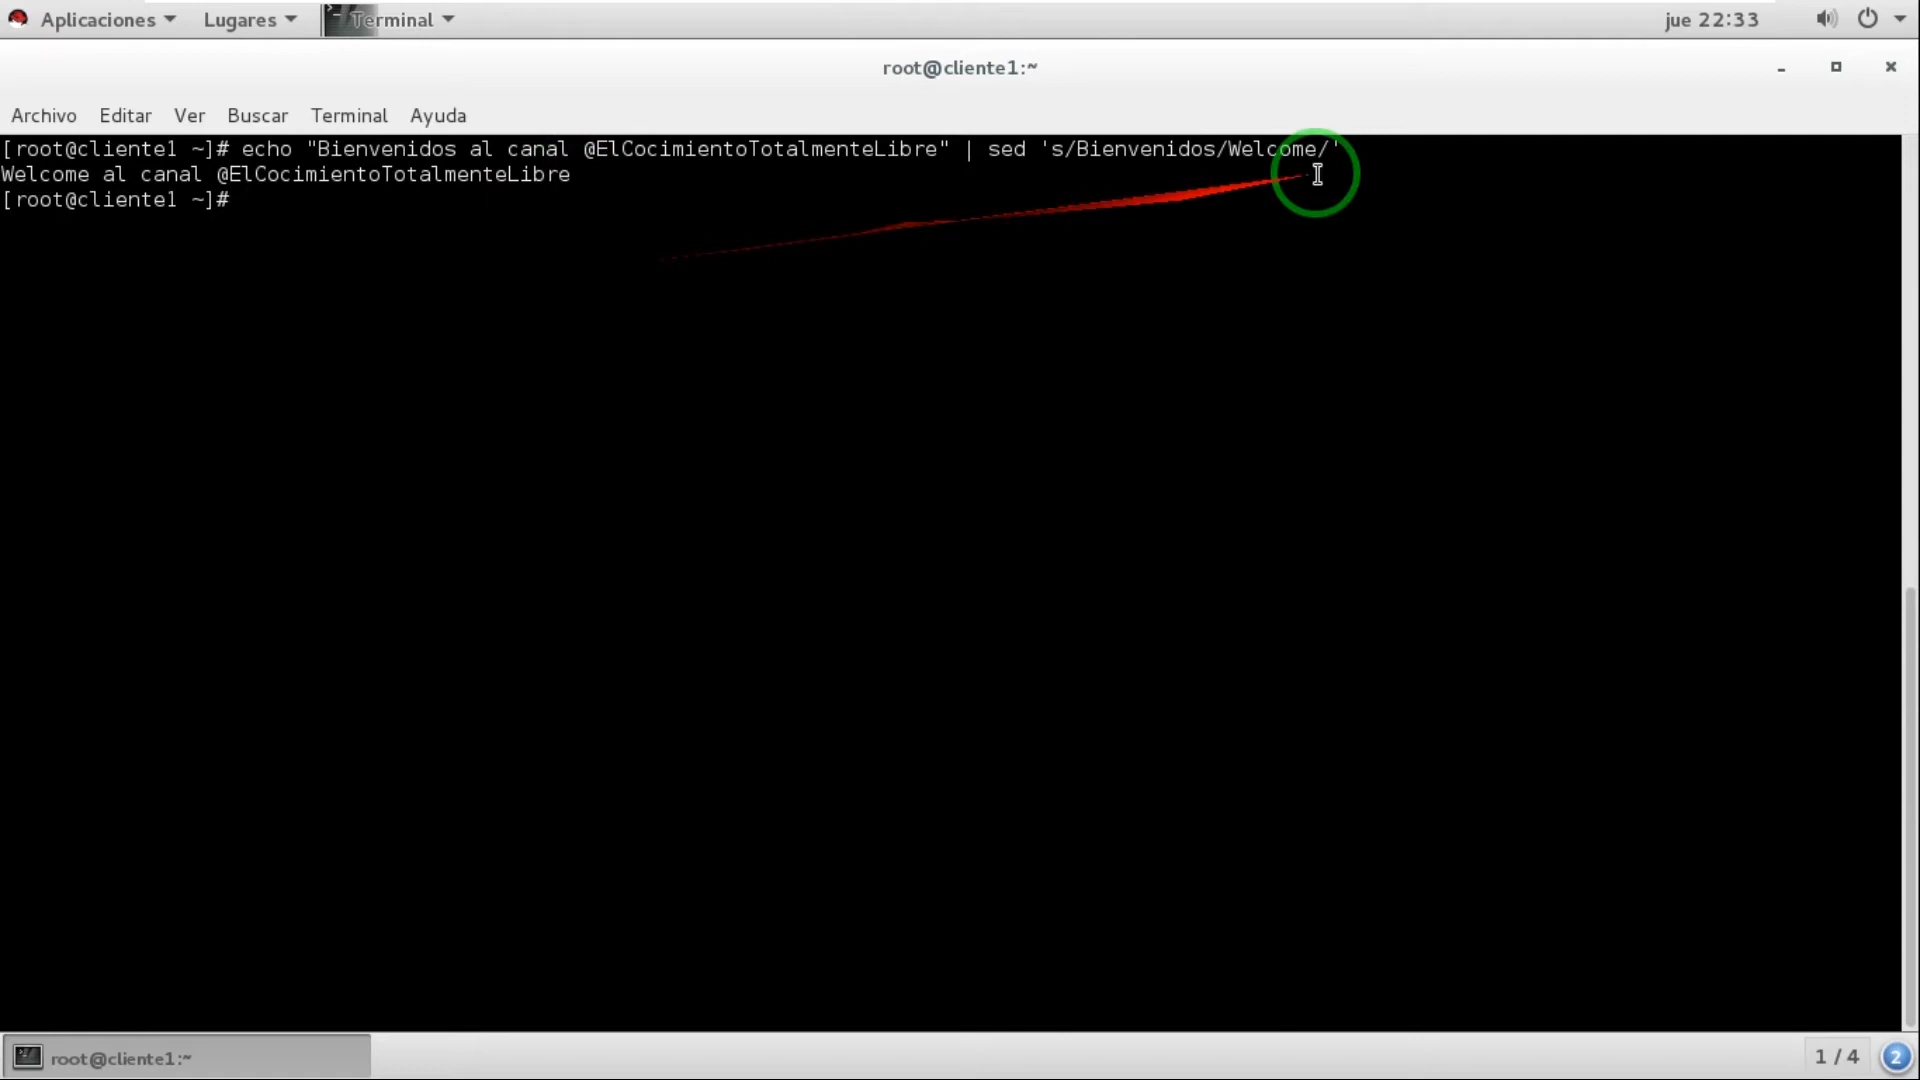 Aplicaciones Lugares Terminal jue 22:33
root@cliente1:~
Archivo Editar Ver Buscar Terminal Ayuda
[root@cliente1 ~]# echo "Bienvenidos al canal @ElCocimientoTotalmenteLibre" | sed 's/Bienvenidos/Welcome/'
Welcome al canal @ElCocimientoTotalmenteLibre
[root@cliente1 ~]#
root@cliente1:~ 1 / 4 2